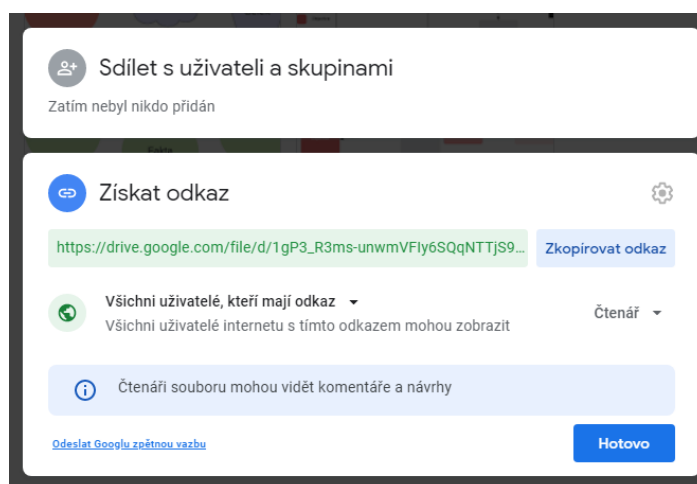 Sdílet s uživateli a skupinami
Zatím nebyl nikdo přidán
Fakta
Získat odkaz
https://drive.google.com/file/d/1gP3_R3ms-unwmVFIy6SQqNTTjS9...
Zkopírovat odkaz
Všichni uživatelé, kteří mají odkaz
Všichni uživatelé internetu s tímto odkazem mohou zobrazit
Čtenář
Čtenáři souboru mohou vidět komentáře a návrhy
Odeslat Googlu zpětnou vazbu
Hotovo